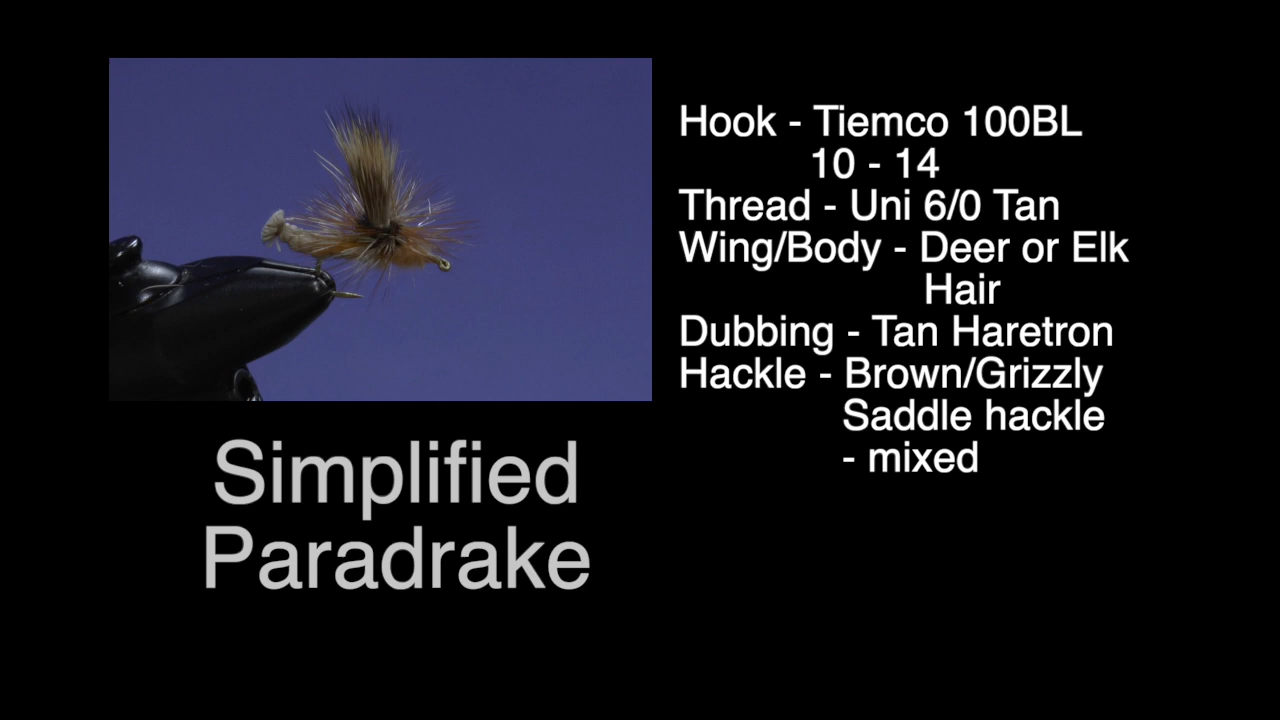 Hook - Tiemco 100BL
10 - 14
Thread - Uni 6/0 Tan
Wing/Body - Deer or Elk
Hair
Dubbing - Tan Haretron
Hackle - Brown/Grizzly
Saddle hackle
- mixed
Simplified
Paradrake